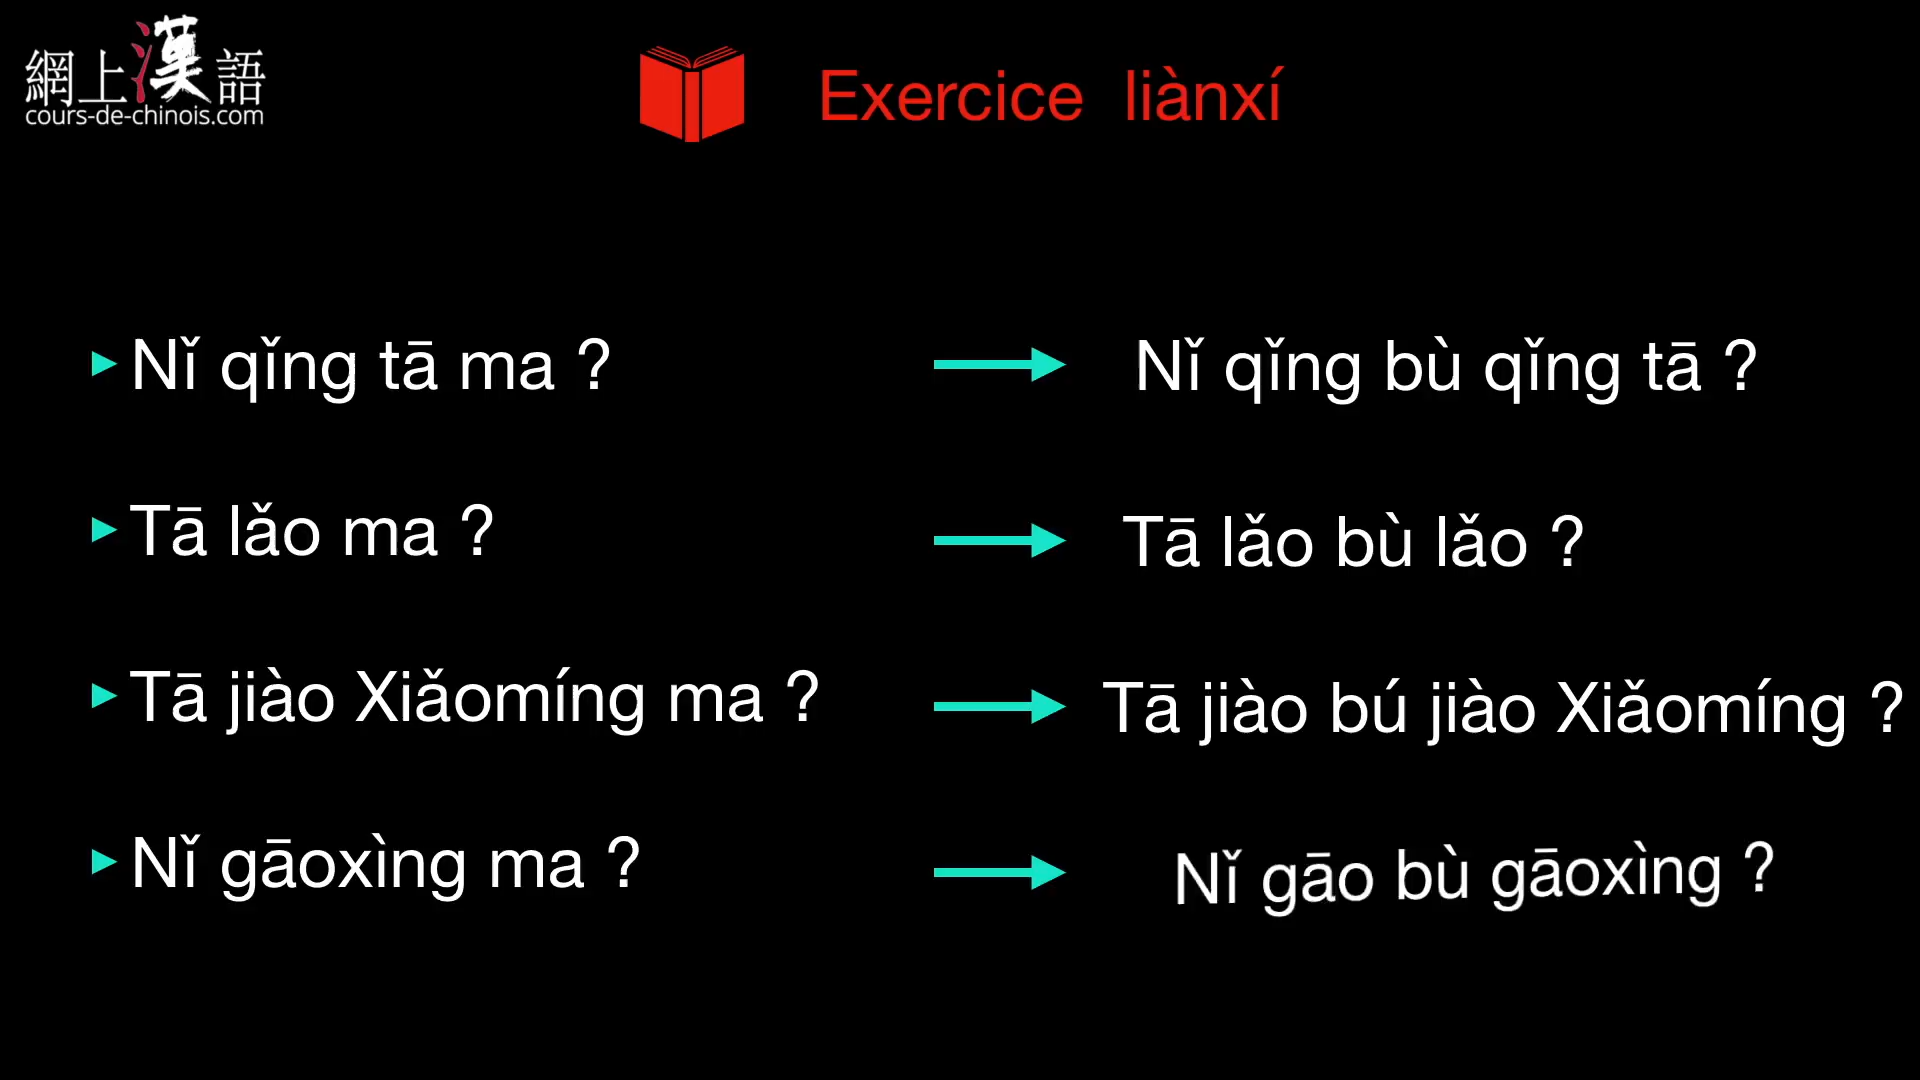 網上漢語
cours-de-chinois.com
Exercice liànxí
Nǐ qǐng tā ma ?
Nǐ qǐng bù qǐng tā ?
Tā lǎo ma ?
Tā lǎo bù lǎo ?
Tā jiào Xiǎomíng ma ?
Tā jiào bú jiào Xiǎomíng ?
Nǐ gāoxìng ma ?
Nǐ gāo bù gāoxìng ?